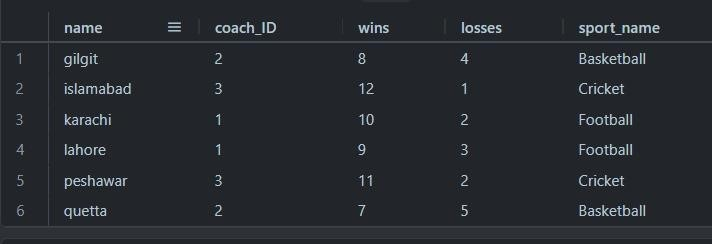 name coach_ID wins losses sport_name
1 gilgit 2 8 4 Basketball
2 islamabad 3 12 1 Cricket
3 karachi 1 10 2 Football
4 lahore 1 9 3 Football
5 peshawar 3 11 2 Cricket
6 quetta 2 7 5 Basketball